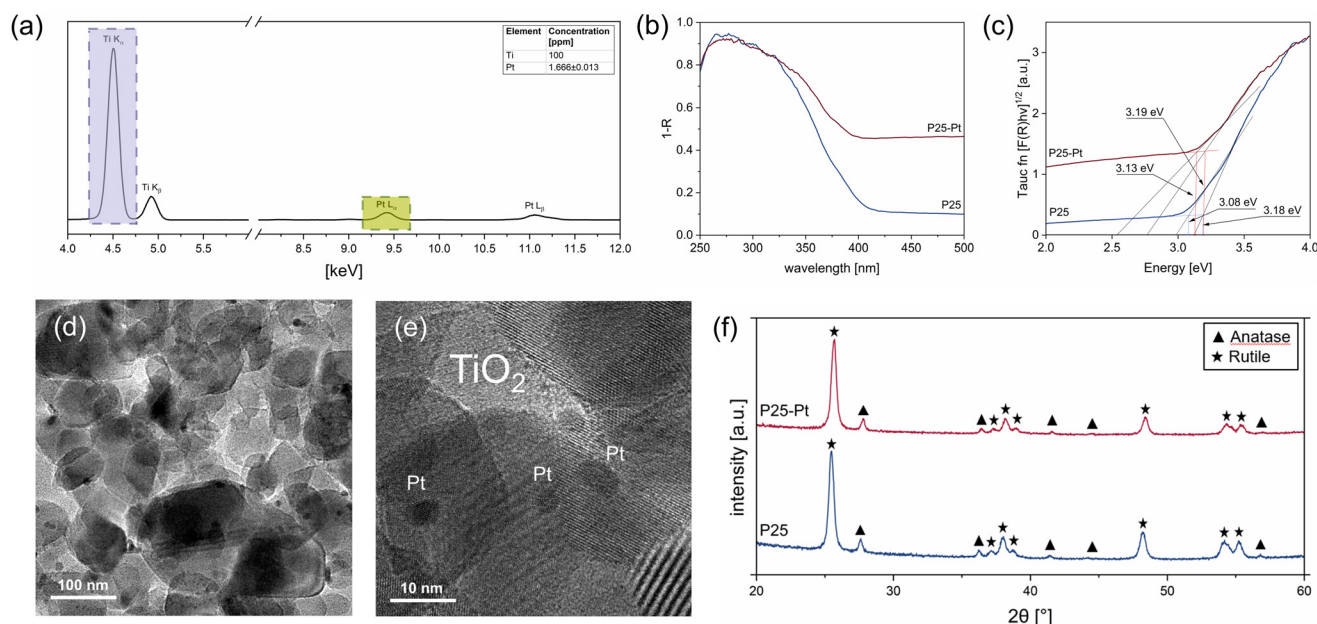 (a)
Ti Kα
Ti Kβ
Pt Lα
Pt Lβ
Element Concentration [ppm]
Ti 100
Pt 1.666±0.013
4.0 4.5 5.0 5.5 8.5 9.0 9.5 10.0 10.5 11.0 11.5 12.0
[keV]
(b)
1-R
1.0
0.8
0.6
0.4
0.2
0.0
P25-Pt
P25
250 300 350 400 450 500
wavelength [nm]
(c)
Tauc fn [F(R)hν]1/2 [a.u.]
3
2
1
0
3.19 eV
P25-Pt
3.13 eV
3.08 eV
P25
3.18 eV
2.0 2.5 3.0 3.5 4.0
Energy [eV]
(d)
100 nm
(e)
TiO2
Pt
Pt
Pt
10 nm
(f)
▲ Anatase
★ Rutile
intensity [a.u.]
P25-Pt
P25
20 30 40 50 60
2θ [°]